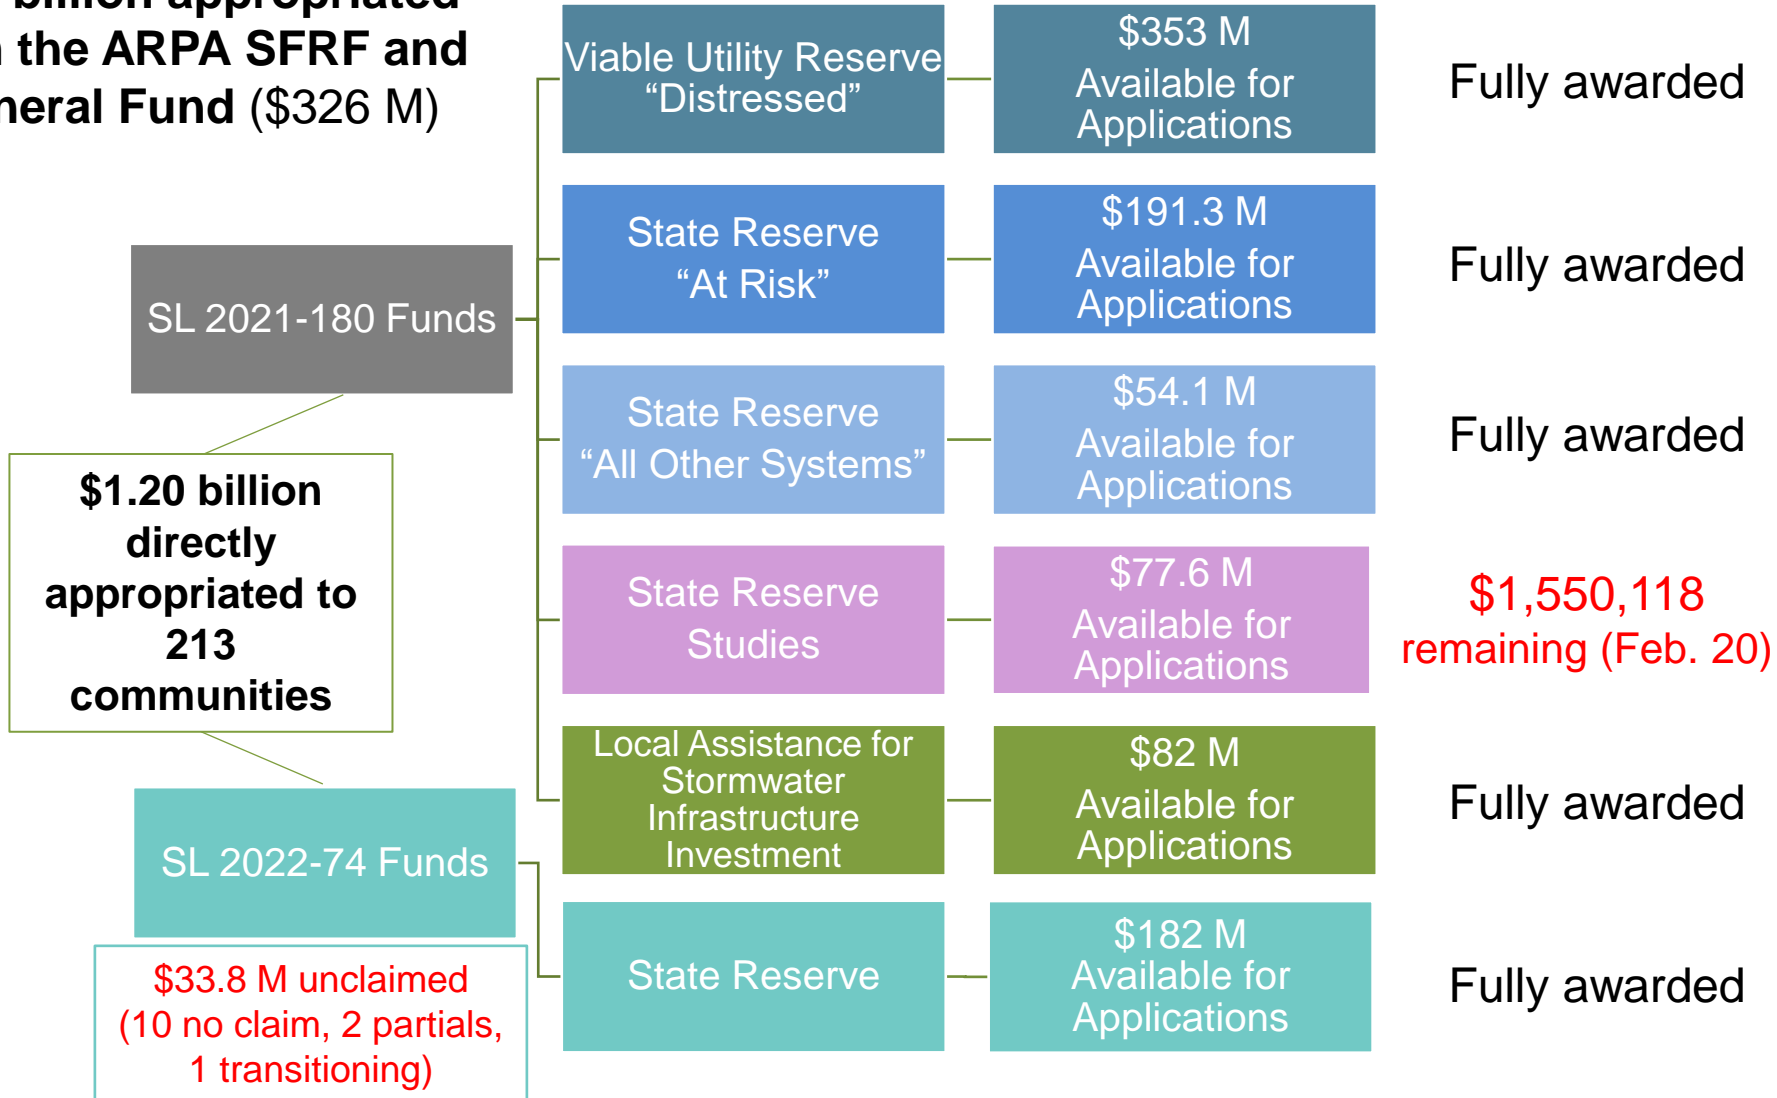 billion appropriated
the ARPA SFRF and
Fund ($326 M)
Viable Utility Reserve
“Distressed”
$353 M
Available for
Applications
Fully awarded
State Reserve
“At Risk”
$191.3 M
Available for
Applications
Fully awarded
SL 2021-180 Funds
State Reserve
“All Other Systems”
$54.1 M
Available for
Applications
Fully awarded
$1.20 billion
directly
appropriated to
213
communities
State Reserve
Studies
$77.6 M
Available for
Applications
$1,550,118
remaining (Feb. 20)
Local Assistance for
Stormwater
Infrastructure
Investment
$82 M
Available for
Applications
Fully awarded
SL 2022-74 Funds
State Reserve
$182 M
Available for
Applications
Fully awarded
$33.8 M unclaimed
(10 no claim, 2 partials,
1 transitioning)